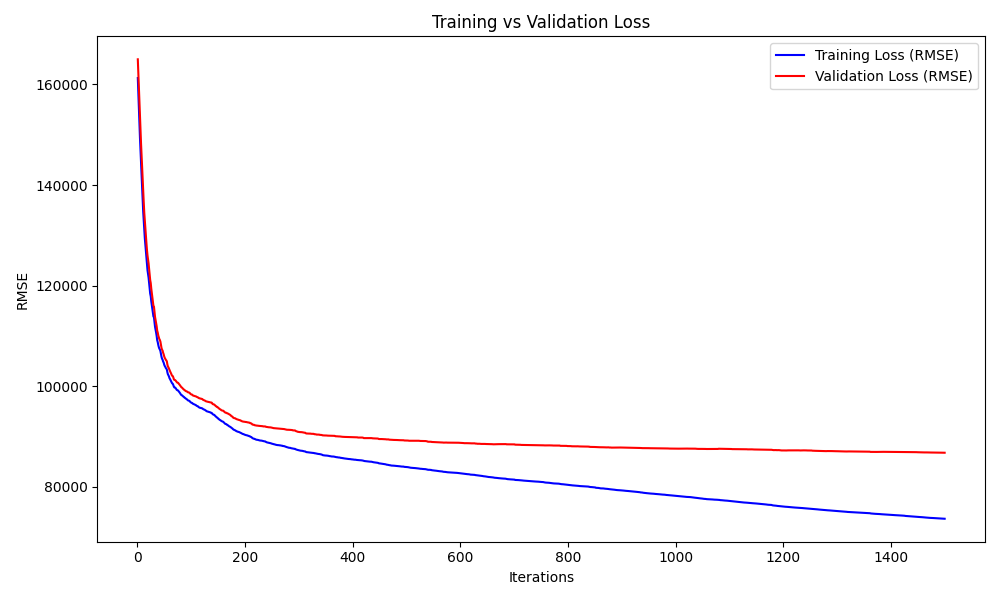 Training vs Validation Loss
Training Loss (RMSE)
Validation Loss (RMSE)
RMSE
160000
140000
120000
100000
80000
0 200 400 600 800 1000 1200 1400
Iterations